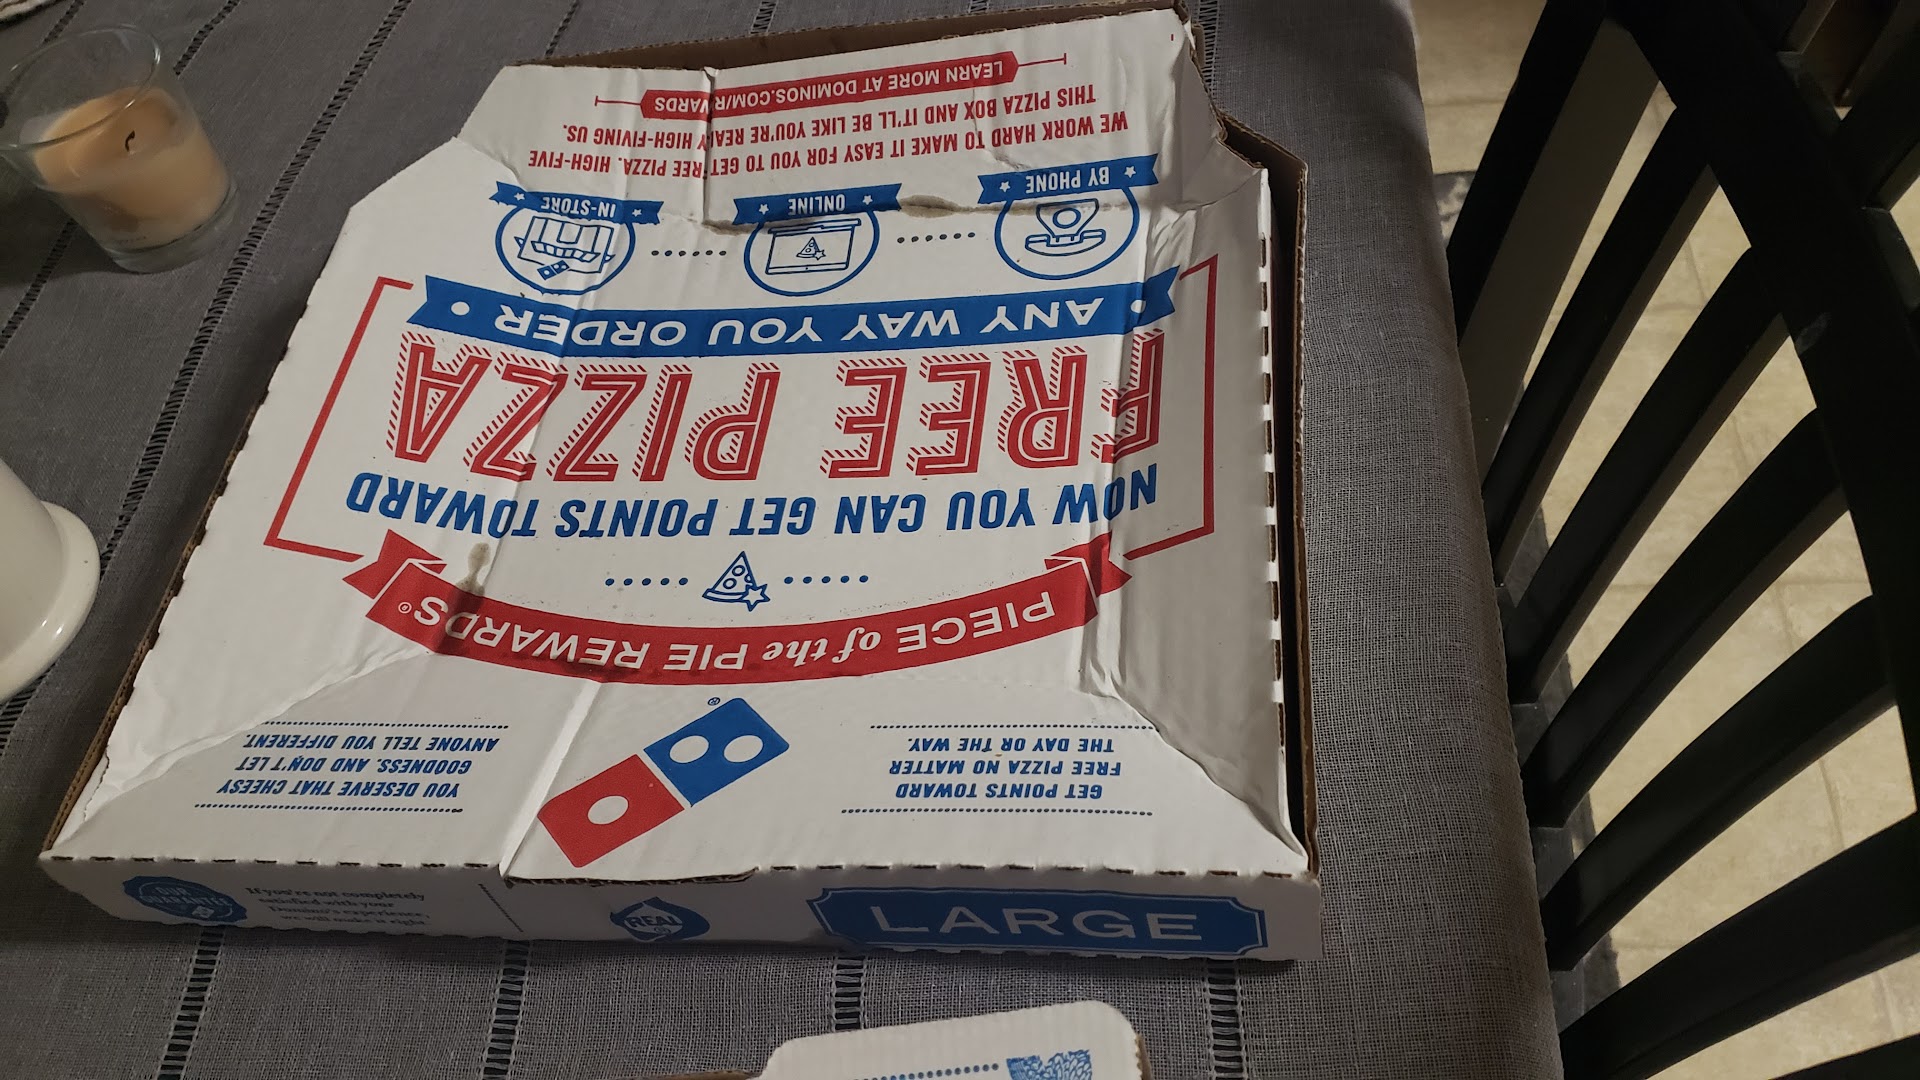 GET POINTS TOWARD
FREE PIZZA NO MATTER
THE DAY OR THE WAY.
YOU DESERVE THAT CHEESY
GOODNESS, AND DON'T LET
ANYONE TELL YOU DIFFERENT.
PIECE of the PIE REWARDS®
NOW YOU CAN GET POINTS TOWARD
FREE PIZZA
• ANY WAY YOU ORDER •
BY PHONE
ONLINE
IN-STORE
WE WORK HARD TO MAKE IT EASY FOR YOU TO GET FREE PIZZA. HIGH-FIVE
THIS PIZZA BOX AND IT'LL BE LIKE YOU'RE REALLY HIGH-FIVING US.
LEARN MORE AT DOMINOS.COM/REWARDS
OUR
GUARANTEE
If you're not completely
satisfied with your
Domino's experience,
we will make it right.
REAL
LARGE